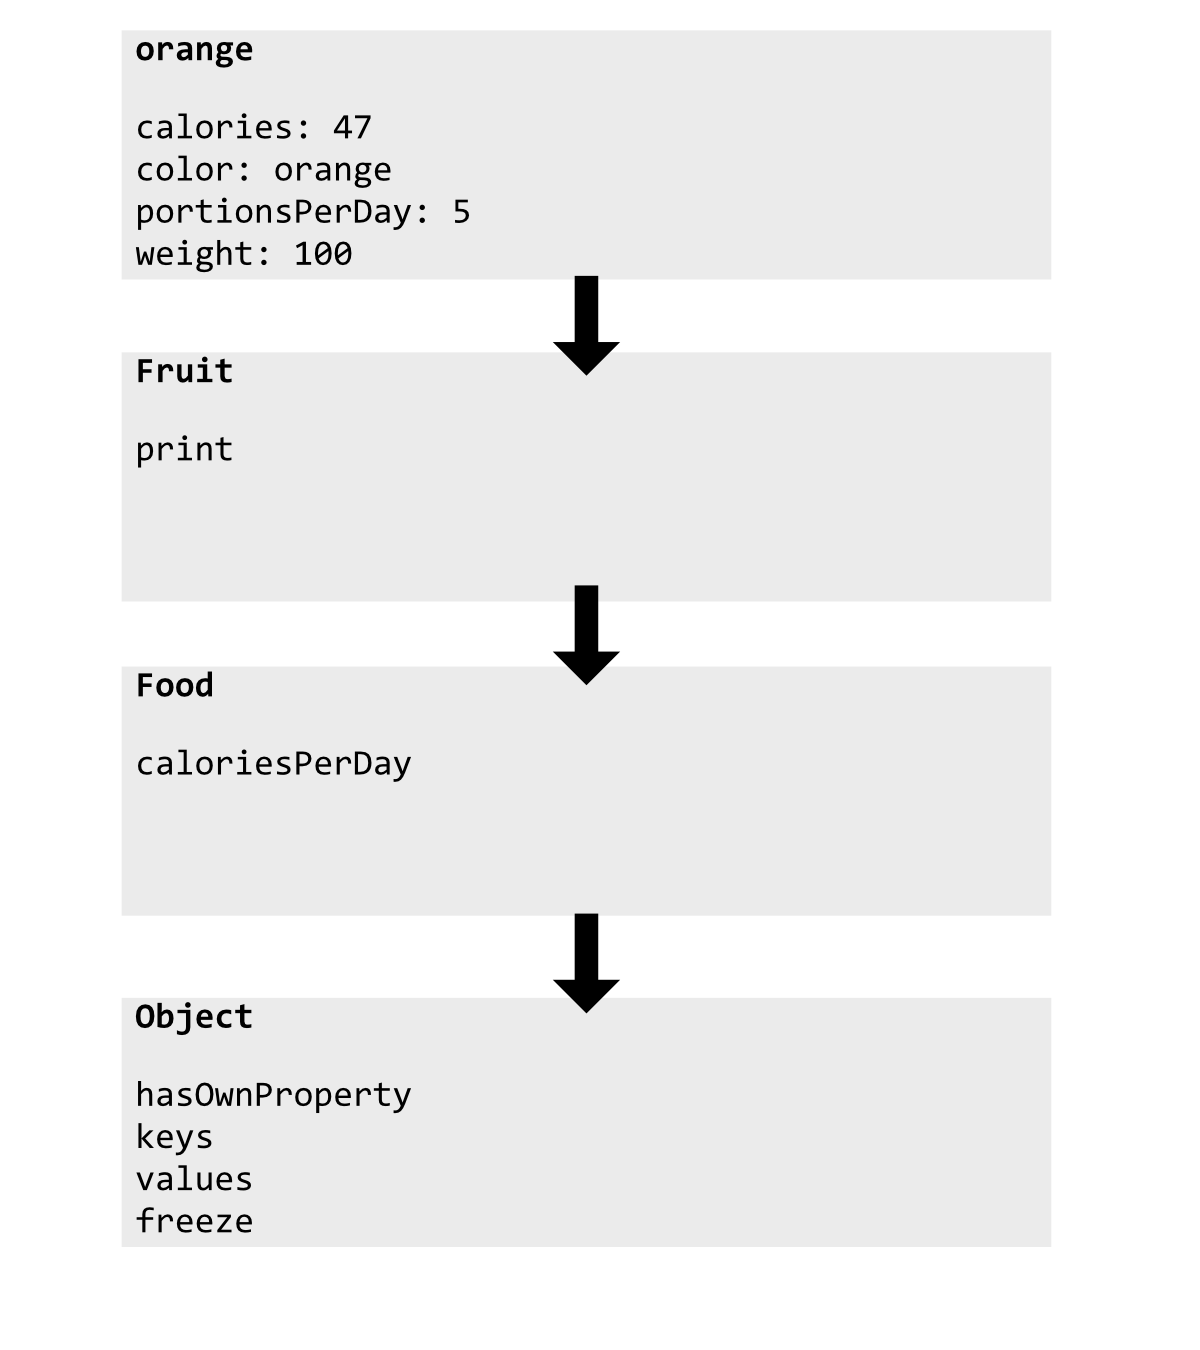 orange
calories: 47
color: orange
portionsPerDay: 5
weight: 100
Fruit
print
Food
caloriesPerDay
Object
hasOwnProperty
keys
values
freeze